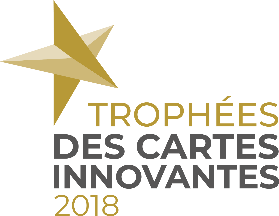 TROPHÉES
DES CARTES
INNOVANTES
2018